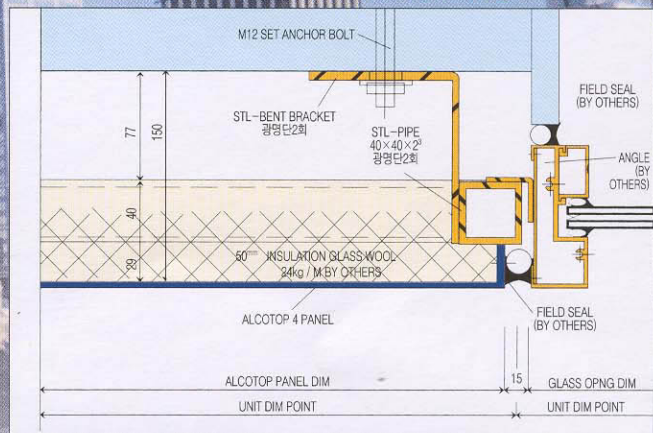 M12 SET ANCHOR BOLT
FIELD SEAL
(BY OTHERS)
STL-BENT BRACKET
광명단2회
STL-PIPE
40×40×2³
광명단2회
ANGLE
(BY
OTHERS)
77
150
40
29
50ᵐᵐ INSULATION GLASS WOOL
24kg / M BY OTHERS
ALCOTOP 4 PANEL
FIELD SEAL
(BY OTHERS)
ALCOTOP PANEL DIM
15
GLASS OPNG DIM
UNIT DIM POINT
UNIT DIM POINT